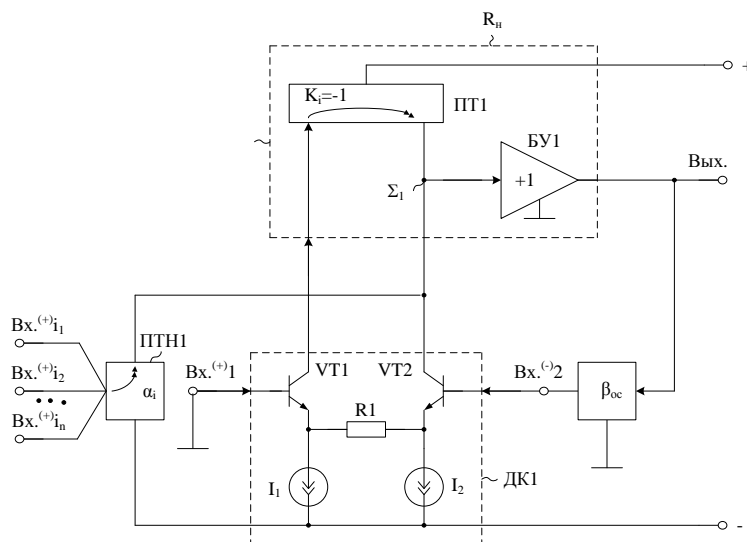 Rн
+
Ki=-1
ПТ1
БУ1
Вых.
+1
Σ1
Вх.(+)i1
ПТН1
VT1
VT2
Вх.(+)1
Вх.(-)2
Вх.(+)i2
αi
βос
R1
Вх.(+)in
I1
I2
ДК1
-